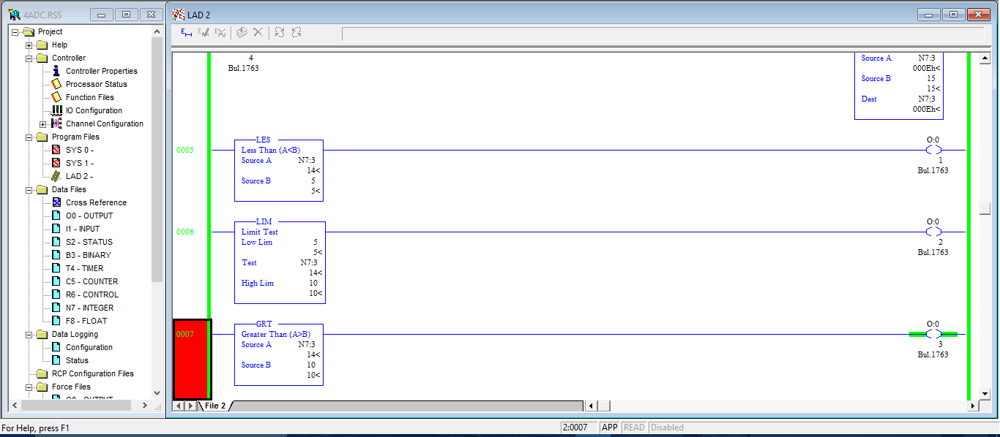 4ADC.RSS
Project
Help
Controller
Controller Properties
Processor Status
Function Files
IO Configuration
Channel Configuration
Program Files
SYS 0 -
SYS 1 -
LAD 2 -
Data Files
Cross Reference
O0 - OUTPUT
I1 - INPUT
S2 - STATUS
B3 - BINARY
T4 - TIMER
C5 - COUNTER
R6 - CONTROL
N7 - INTEGER
F8 - FLOAT
Data Logging
Configuration
Status
RCP Configuration Files
Force Files
O0 - OUTPUT
LAD 2
4
Bul.1763
Source A N7:3
000Eh<
Source B 15
15<
Dest N7:3
000Eh<
0005
LES
Less Than (A<B)
Source A N7:3
14<
Source B 5
5<
O:0
1
Bul.1763
0006
LIM
Limit Test
Low Lim 5
5<
Test N7:3
14<
High Lim 10
10<
O:0
2
Bul.1763
0007
GRT
Greater Than (A>B)
Source A N7:3
14<
Source B 10
10<
O:0
3
Bul.1763
File 2
For Help, press F1
2:0007 APP READ Disabled